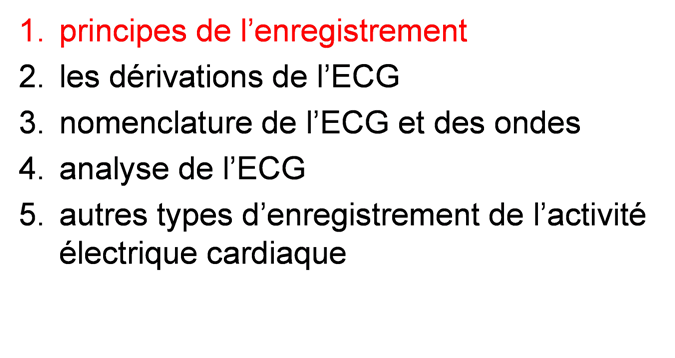 1. principes de l’enregistrement
2. les dérivations de l’ECG
3. nomenclature de l’ECG et des ondes
4. analyse de l’ECG
5. autres types d’enregistrement de l’activité
électrique cardiaque